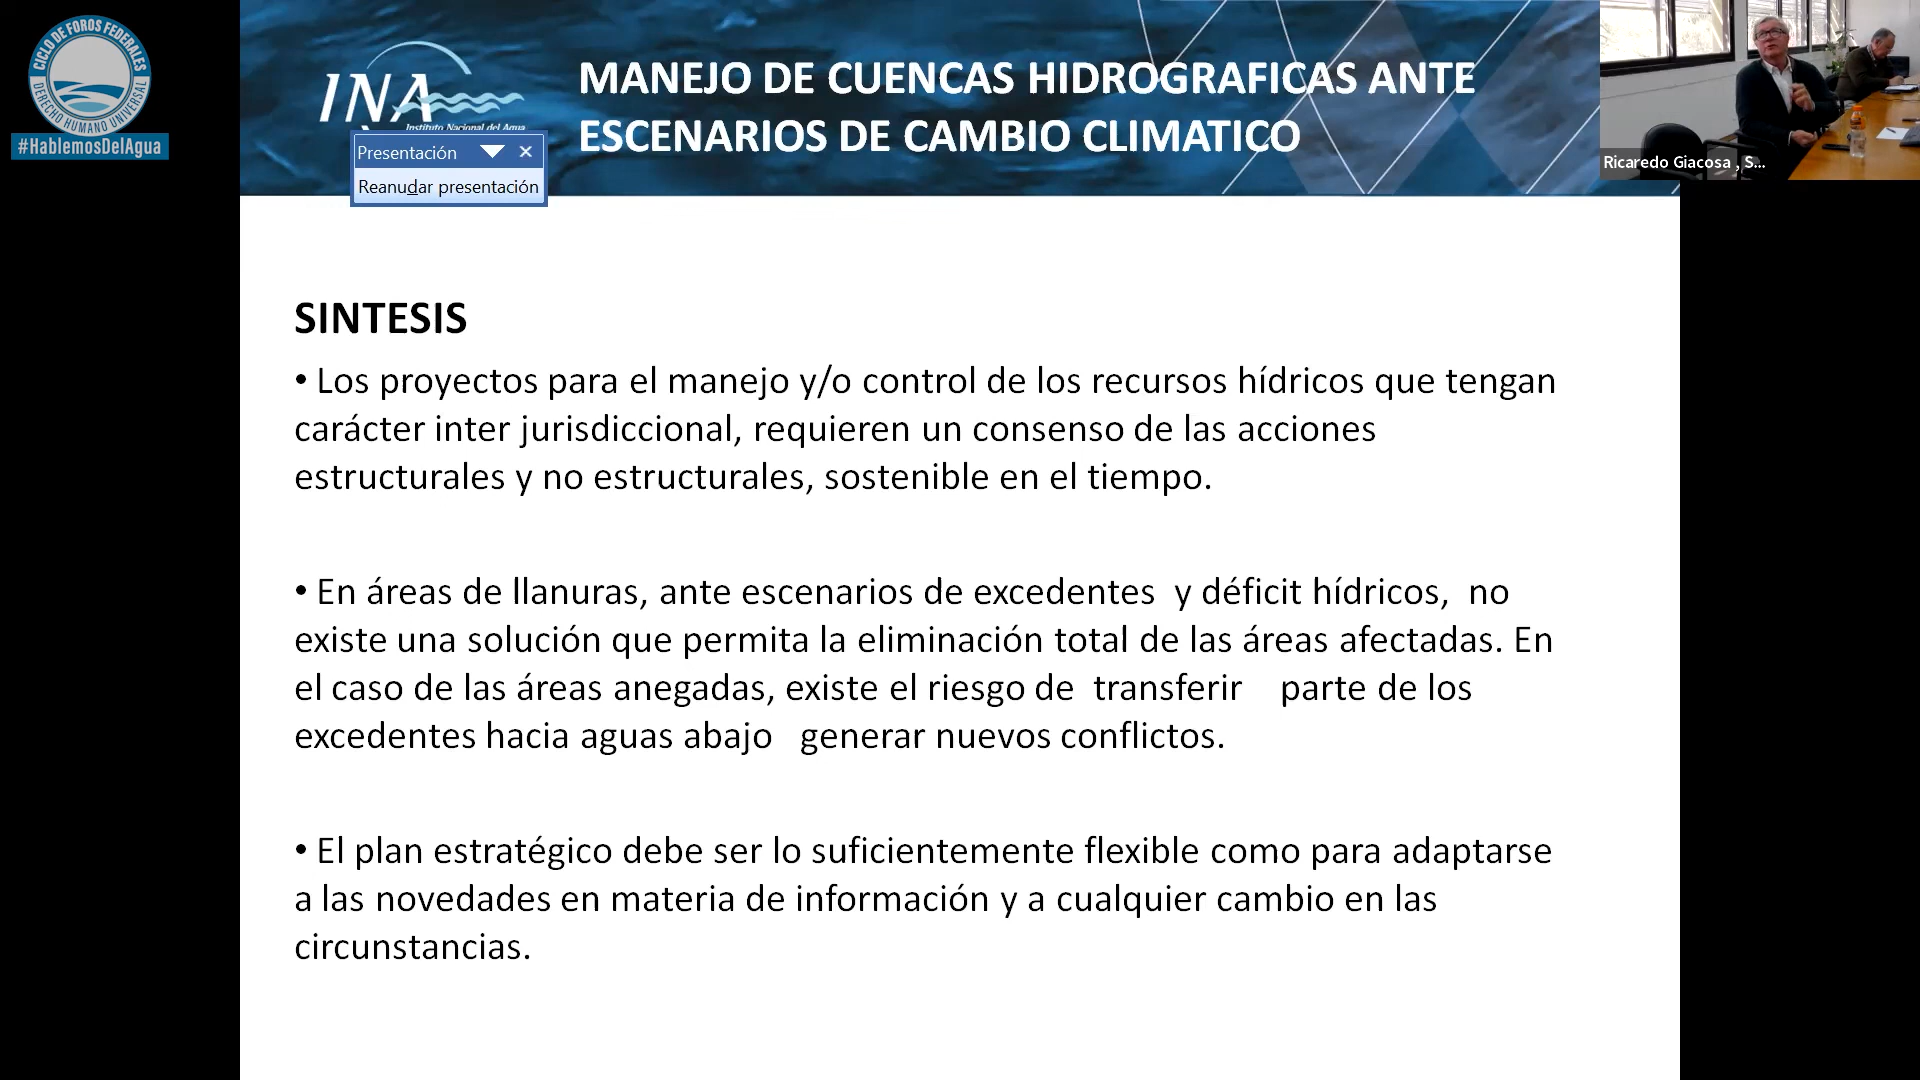 CICLO DE FOROS FEDERALES
DERECHO HUMANO UNIVERSAL
#HablemosDelAgua
INA
Instituto Nacional del Agua
MANEJO DE CUENCAS HIDROGRAFICAS ANTE
ESCENARIOS DE CAMBIO CLIMATICO
Presentación
Reanudar presentación
Ricaredo Giacosa , S...
SINTESIS
• Los proyectos para el manejo y/o control de los recursos hídricos que tengan
carácter inter jurisdiccional, requieren un consenso de las acciones
estructurales y no estructurales, sostenible en el tiempo.
• En áreas de llanuras, ante escenarios de excedentes y déficit hídricos, no
existe una solución que permita la eliminación total de las áreas afectadas. En
el caso de las áreas anegadas, existe el riesgo de transferir parte de los
excedentes hacia aguas abajo generar nuevos conflictos.
• El plan estratégico debe ser lo suficientemente flexible como para adaptarse
a las novedades en materia de información y a cualquier cambio en las
circunstancias.